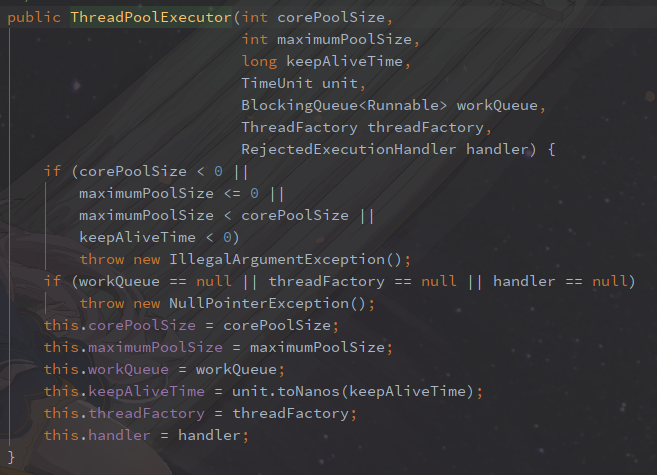 public ThreadPoolExecutor(int corePoolSize,
                          int maximumPoolSize,
                          long keepAliveTime,
                          TimeUnit unit,
                          BlockingQueue<Runnable> workQueue,
                          ThreadFactory threadFactory,
                          RejectedExecutionHandler handler) {
    if (corePoolSize < 0 ||
        maximumPoolSize <= 0 ||
        maximumPoolSize < corePoolSize ||
        keepAliveTime < 0)
        throw new IllegalArgumentException();
    if (workQueue == null || threadFactory == null || handler == null)
        throw new NullPointerException();
    this.corePoolSize = corePoolSize;
    this.maximumPoolSize = maximumPoolSize;
    this.workQueue = workQueue;
    this.keepAliveTime = unit.toNanos(keepAliveTime);
    this.threadFactory = threadFactory;
    this.handler = handler;
}